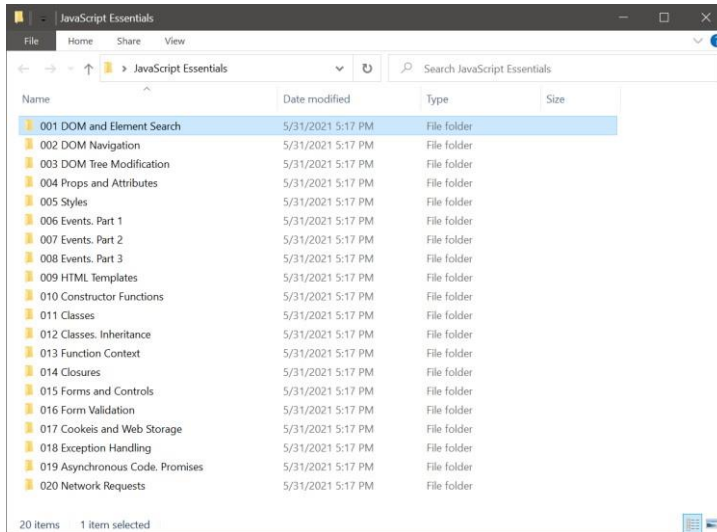 JavaScript Essentials
File Home Share View
JavaScript Essentials Search JavaScript Essentials
Name Date modified Type Size
001 DOM and Element Search 5/31/2021 5:17 PM File folder
002 DOM Navigation 5/31/2021 5:17 PM File folder
003 DOM Tree Modification 5/31/2021 5:17 PM File folder
004 Props and Attributes 5/31/2021 5:17 PM File folder
005 Styles 5/31/2021 5:17 PM File folder
006 Events. Part 1 5/31/2021 5:17 PM File folder
007 Events. Part 2 5/31/2021 5:17 PM File folder
008 Events. Part 3 5/31/2021 5:17 PM File folder
009 HTML Templates 5/31/2021 5:17 PM File folder
010 Constructor Functions 5/31/2021 5:17 PM File folder
011 Classes 5/31/2021 5:17 PM File folder
012 Classes. Inheritance 5/31/2021 5:17 PM File folder
013 Function Context 5/31/2021 5:17 PM File folder
014 Closures 5/31/2021 5:17 PM File folder
015 Forms and Controls 5/31/2021 5:17 PM File folder
016 Form Validation 5/31/2021 5:17 PM File folder
017 Cookeis and Web Storage 5/31/2021 5:17 PM File folder
018 Exception Handling 5/31/2021 5:17 PM File folder
019 Asynchronous Code. Promises 5/31/2021 5:17 PM File folder
020 Network Requests 5/31/2021 5:17 PM File folder
20 items 1 item selected